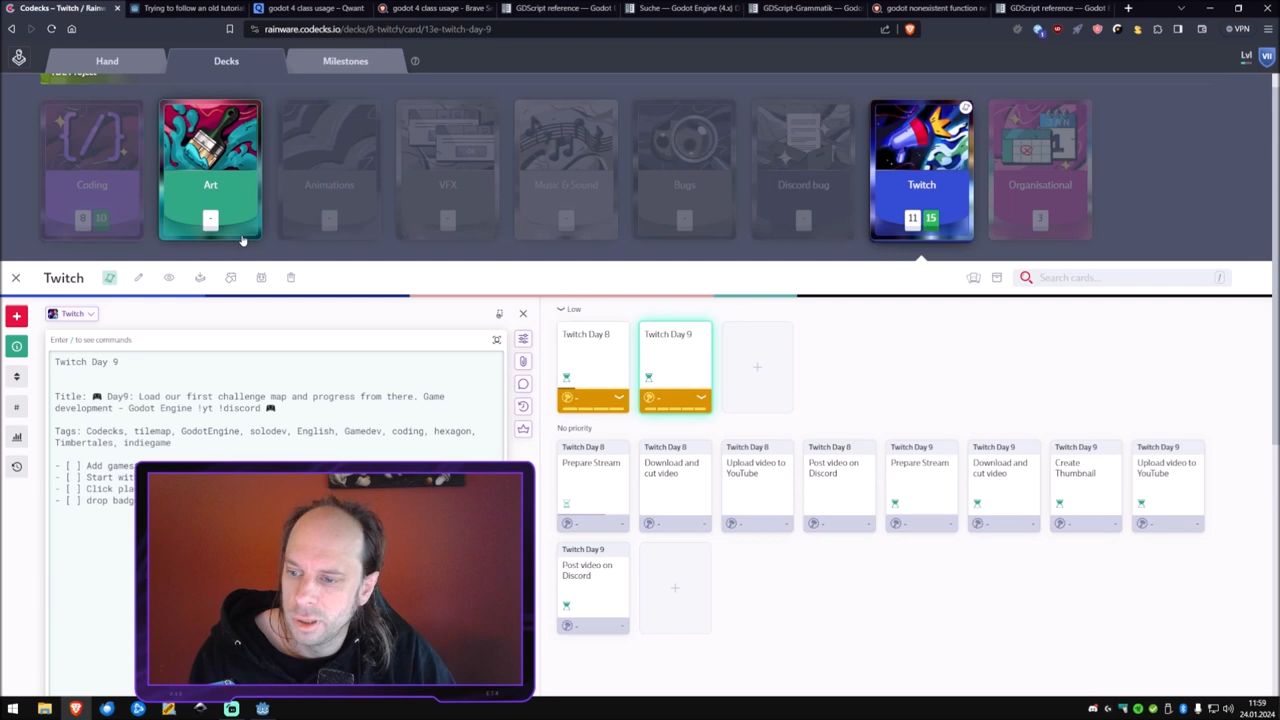 Codecks – Twitch / Rains
Trying to follow an old tutori
godot 4 class usage – Qwant
godot 4 class usage - Brave Se
GDScript reference — Godot
Suche — Godot Engine (4.x) D
GDScript-Grammatik — Godo
godot nonexistent function ne
GDScript reference — Godot
rainware.codecks.io/decks/8-twitch/card/13e-twitch-day-9
VPN
Hand
Decks
Milestones
Lvl
VII
Coding
8 10
Art
-
Animations
-
VFX
-
Music & Sound
-
Bugs
-
Discord bug
-
Twitch
11 15
Organisational
3
Twitch
Search cards...
/
Twitch
Enter / to see commands
Twitch Day 9
Title: 🎮 Day9: Load our first challenge map and progress from there. Game
development - Godot Engine !yt !discord 🎮
Tags: Codecks, tilemap, GodotEngine, solodev, English, Gamedev, coding, hexagon,
Timbertales, indiegame
- [ ] Add games
- [ ] Start wit
- [ ] Click pla
- [ ] drop badg
Low
Twitch Day 8
Twitch Day 9
No priority
Twitch Day 8
Prepare Stream
Twitch Day 8
Download and
cut video
Twitch Day 8
Upload video to
YouTube
Twitch Day 8
Post video on
Discord
Twitch Day 9
Prepare Stream
Twitch Day 9
Download and
cut video
Twitch Day 9
Create
Thumbnail
Twitch Day 9
Upload video to
YouTube
Twitch Day 9
Post video on
Discord
11:59
24.01.2024